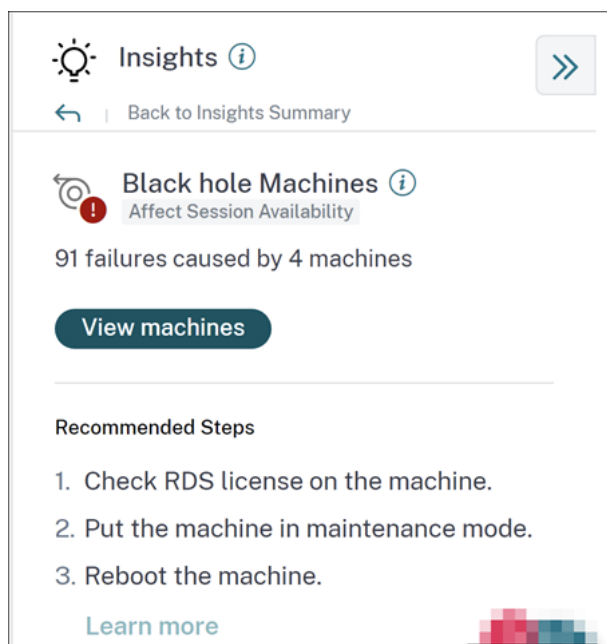 Insights
Back to Insights Summary
Black hole Machines
Affect Session Availability
91 failures caused by 4 machines
View machines
Recommended Steps
1. Check RDS license on the machine.
2. Put the machine in maintenance mode.
3. Reboot the machine.
Learn more